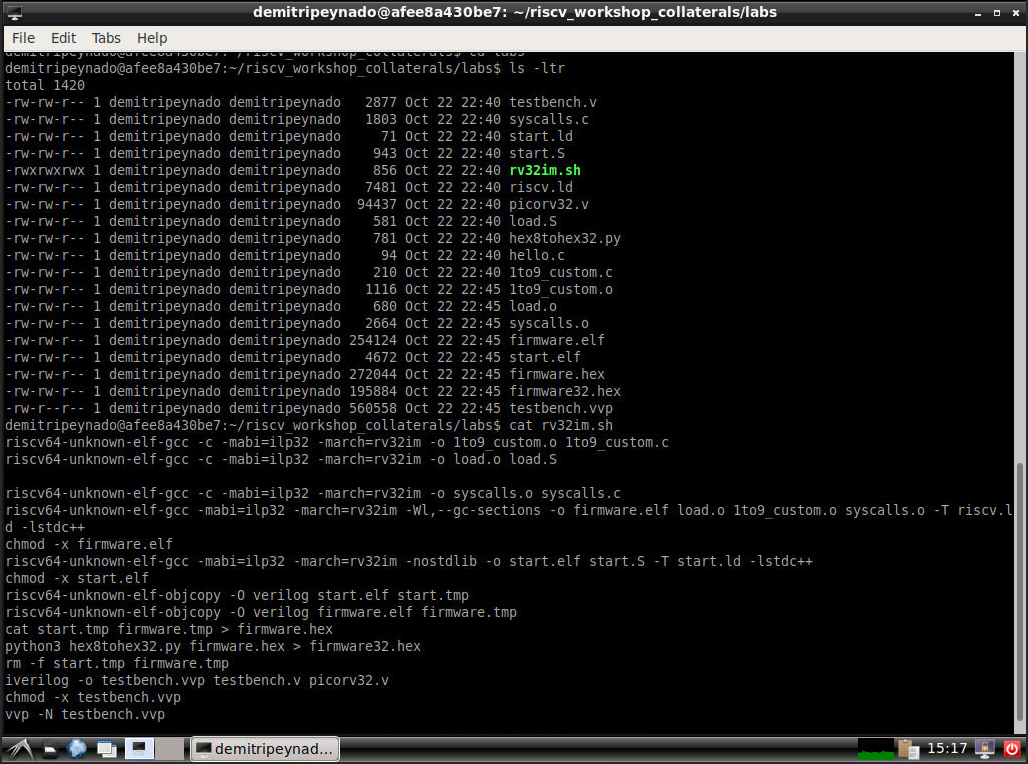 demitripeynado@afee8a430be7: ~/riscv_workshop_collaterals/labs
File Edit Tabs Help
demitripeynado@afee8a430be7:~/riscv_workshop_collaterals$ cd labs
demitripeynado@afee8a430be7:~/riscv_workshop_collaterals/labs$ ls -ltr
total 1420
-rw-rw-r-- 1 demitripeynado demitripeynado   2877 Oct 22 22:40 testbench.v
-rw-rw-r-- 1 demitripeynado demitripeynado   1803 Oct 22 22:40 syscalls.c
-rw-rw-r-- 1 demitripeynado demitripeynado     71 Oct 22 22:40 start.ld
-rw-rw-r-- 1 demitripeynado demitripeynado    943 Oct 22 22:40 start.S
-rwxrwxrwx 1 demitripeynado demitripeynado    856 Oct 22 22:40 rv32im.sh
-rw-rw-r-- 1 demitripeynado demitripeynado   7481 Oct 22 22:40 riscv.ld
-rw-rw-r-- 1 demitripeynado demitripeynado  94437 Oct 22 22:40 picorv32.v
-rw-rw-r-- 1 demitripeynado demitripeynado    581 Oct 22 22:40 load.S
-rw-rw-r-- 1 demitripeynado demitripeynado    781 Oct 22 22:40 hex8tohex32.py
-rw-rw-r-- 1 demitripeynado demitripeynado     94 Oct 22 22:40 hello.c
-rw-rw-r-- 1 demitripeynado demitripeynado    210 Oct 22 22:40 1to9_custom.c
-rw-rw-r-- 1 demitripeynado demitripeynado   1116 Oct 22 22:45 1to9_custom.o
-rw-rw-r-- 1 demitripeynado demitripeynado    680 Oct 22 22:45 load.o
-rw-rw-r-- 1 demitripeynado demitripeynado   2664 Oct 22 22:45 syscalls.o
-rw-rw-r-- 1 demitripeynado demitripeynado 254124 Oct 22 22:45 firmware.elf
-rw-rw-r-- 1 demitripeynado demitripeynado   4672 Oct 22 22:45 start.elf
-rw-rw-r-- 1 demitripeynado demitripeynado 272044 Oct 22 22:45 firmware.hex
-rw-rw-r-- 1 demitripeynado demitripeynado 195884 Oct 22 22:45 firmware32.hex
-rw-r--r-- 1 demitripeynado demitripeynado 560558 Oct 22 22:45 testbench.vvp
demitripeynado@afee8a430be7:~/riscv_workshop_collaterals/labs$ cat rv32im.sh
riscv64-unknown-elf-gcc -c -mabi=ilp32 -march=rv32im -o 1to9_custom.o 1to9_custom.c
riscv64-unknown-elf-gcc -c -mabi=ilp32 -march=rv32im -o load.o load.S
riscv64-unknown-elf-gcc -c -mabi=ilp32 -march=rv32im -o syscalls.o syscalls.c
riscv64-unknown-elf-gcc -mabi=ilp32 -march=rv32im -Wl,--gc-sections -o firmware.elf load.o 1to9_custom.o syscalls.o -T riscv.l
d -lstdc++
chmod -x firmware.elf
riscv64-unknown-elf-gcc -mabi=ilp32 -march=rv32im -nostdlib -o start.elf start.S -T start.ld -lstdc++
chmod -x start.elf
riscv64-unknown-elf-objcopy -O verilog start.elf start.tmp
riscv64-unknown-elf-objcopy -O verilog firmware.elf firmware.tmp
cat start.tmp firmware.tmp > firmware.hex
python3 hex8tohex32.py firmware.hex > firmware32.hex
rm -f start.tmp firmware.tmp
iverilog -o testbench.vvp testbench.v picorv32.v
chmod -x testbench.vvp
vvp -N testbench.vvp
demitripeynad...
15:17